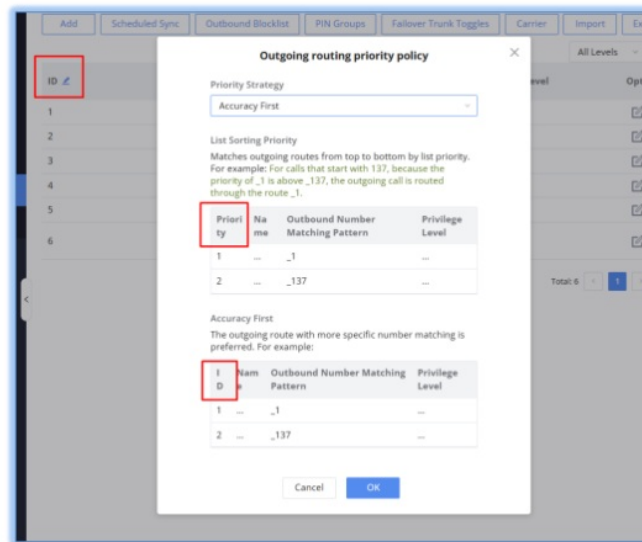 Add Scheduled Sync Outbound Blocklist PIN Groups Failover Trunk Toggles Carrier Import
All Levels
Outgoing routing priority policy
ID
1
2
3
4
5
6
Total: 6 < 1
Priority Strategy
Accuracy First
List Sorting Priority
Matches outgoing routes from top to bottom by list priority.
For example: For calls that start with 137, because the
priority of _1 is above _137, the outgoing call is routed
through the route _1.
Priori Na Outbound Number Privilege
ty me Matching Pattern Level
1 ... _1 ...
2 ... _137 ...
Accuracy First
The outgoing route with more specific number matching is
preferred. For example:
I Nam Outbound Number Matching Privilege
D e Pattern Level
1 ... _1 ...
2 ... _137 ...
Cancel OK